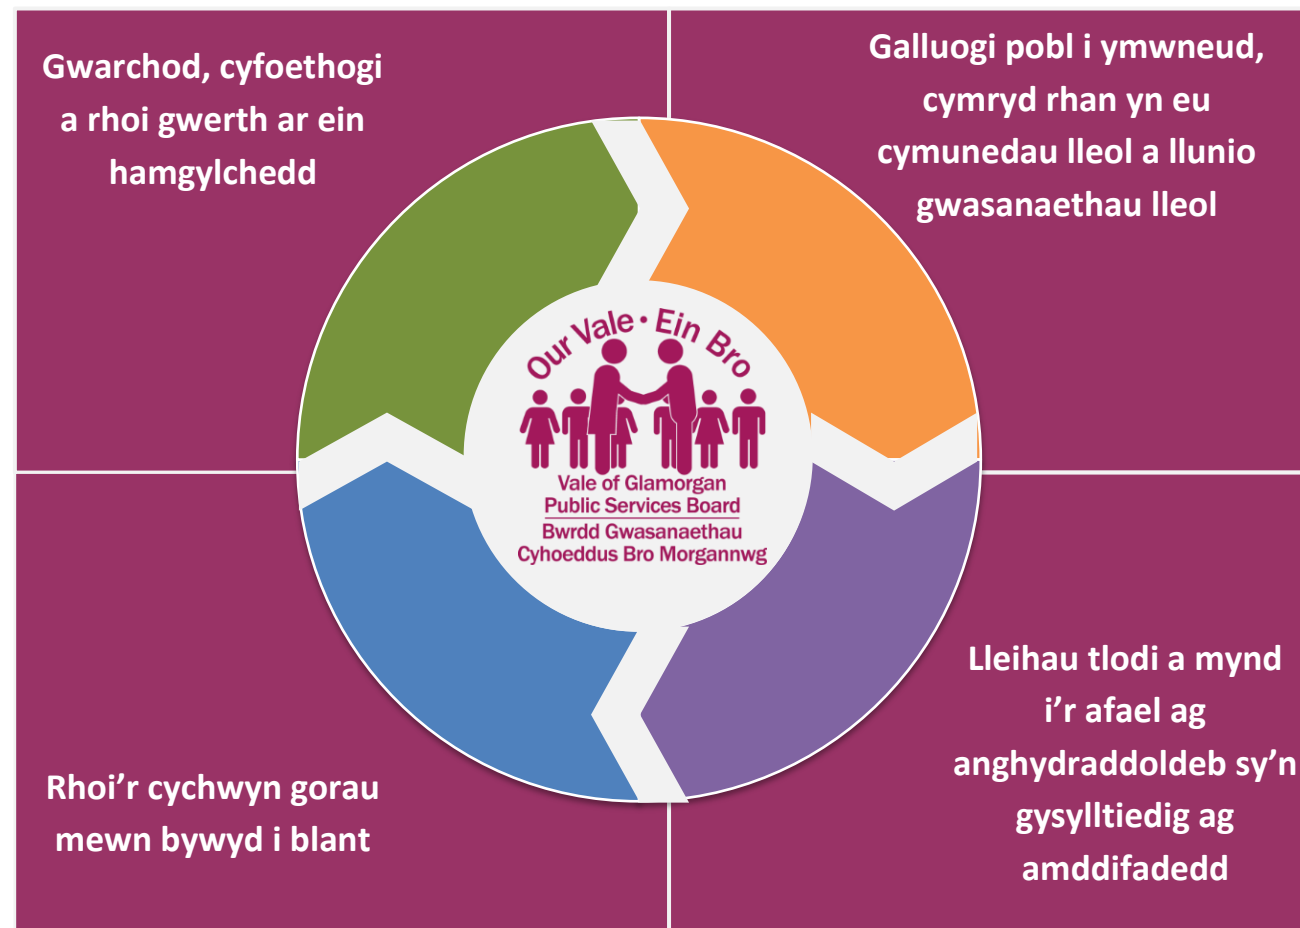 Gwarchod, cyfoethogi
a rhoi gwerth ar ein
hamgylchedd
Galluogi pobl i ymwneud,
cymryd rhan yn eu
cymunedau lleol a llunio
gwasanaethau lleol
Our Vale • Ein Bro
Vale of Glamorgan
Public Services Board
Bwrdd Gwasanaethau
Cyhoeddus Bro Morgannwg
Rhoi’r cychwyn gorau
mewn bywyd i blant
Lleihau tlodi a mynd
i’r afael ag
anghydraddoldeb sy’n
gysylltiedig ag
amddifadedd